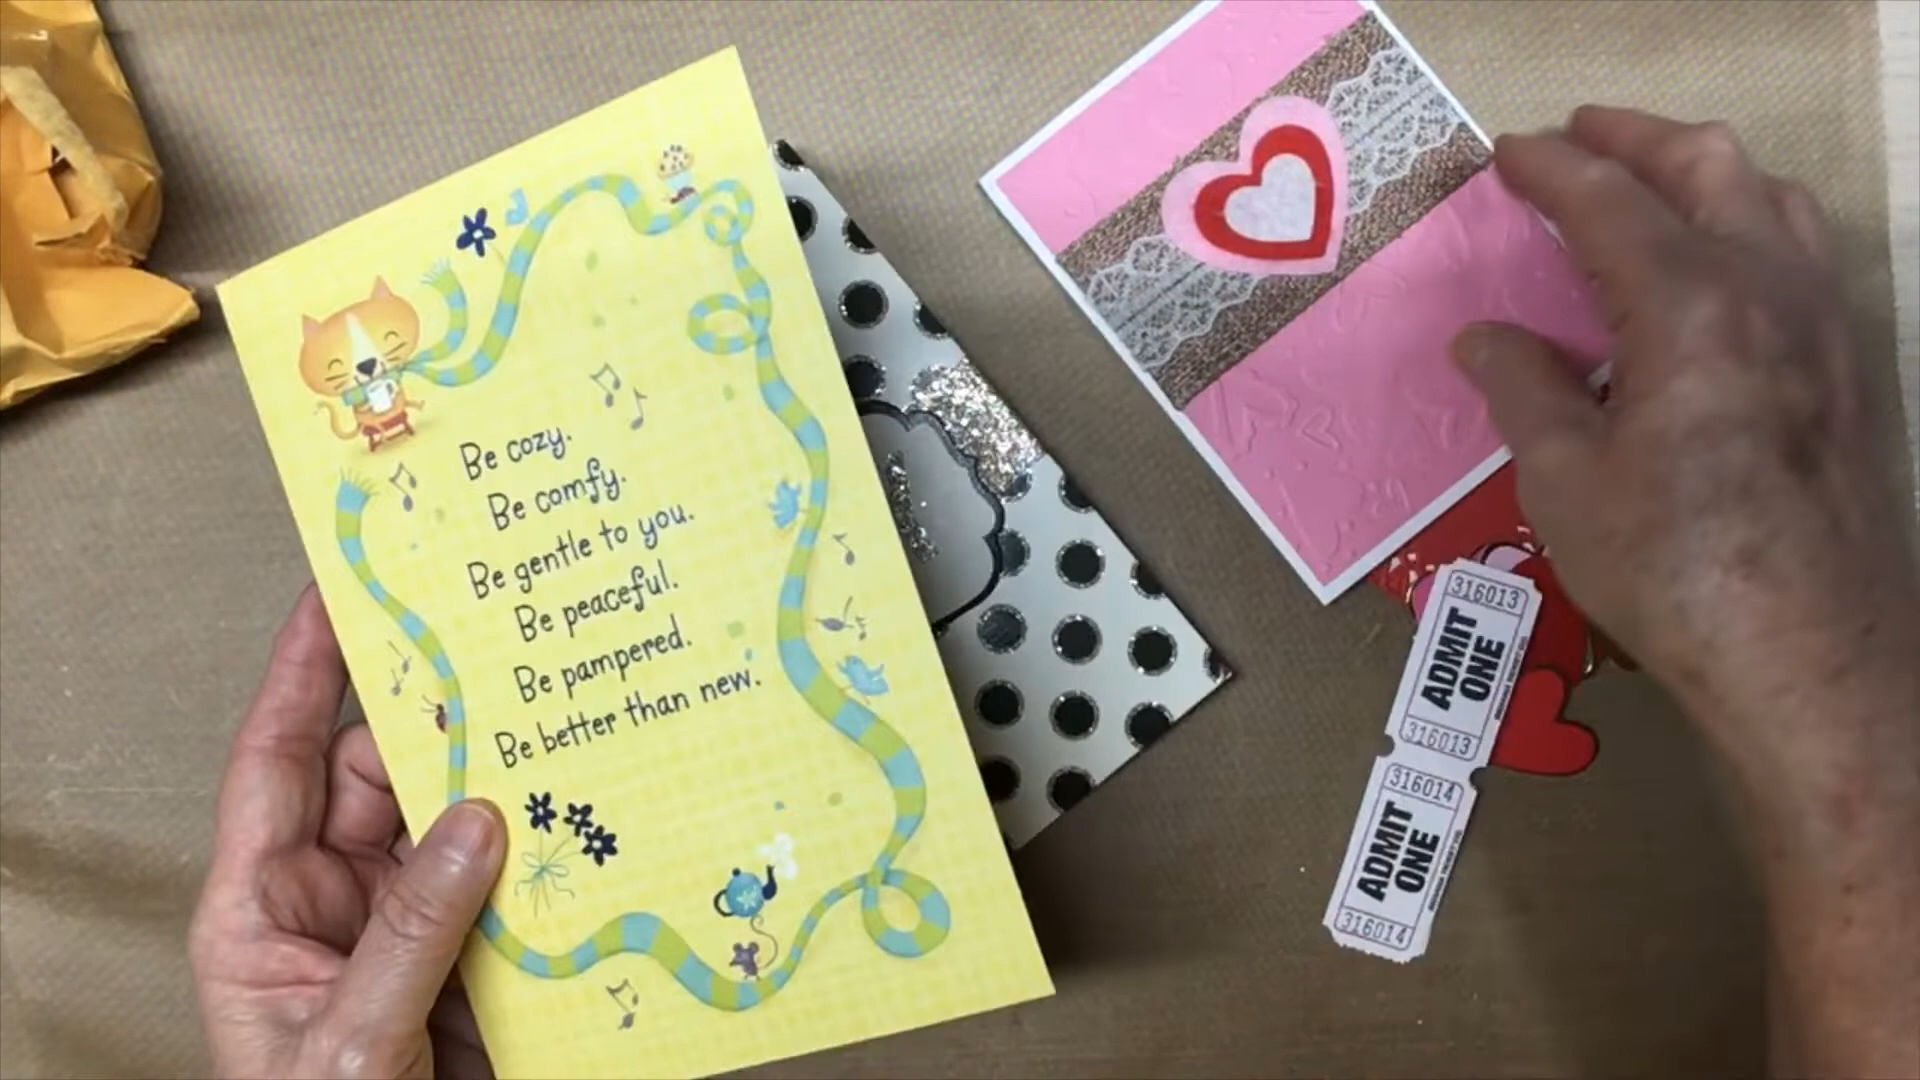 Be cozy.
Be comfy.
Be gentle to you.
Be peaceful.
Be pampered.
Be better than new.
316013
ADMIT
ONE
316013
316014
ADMIT
ONE
316014